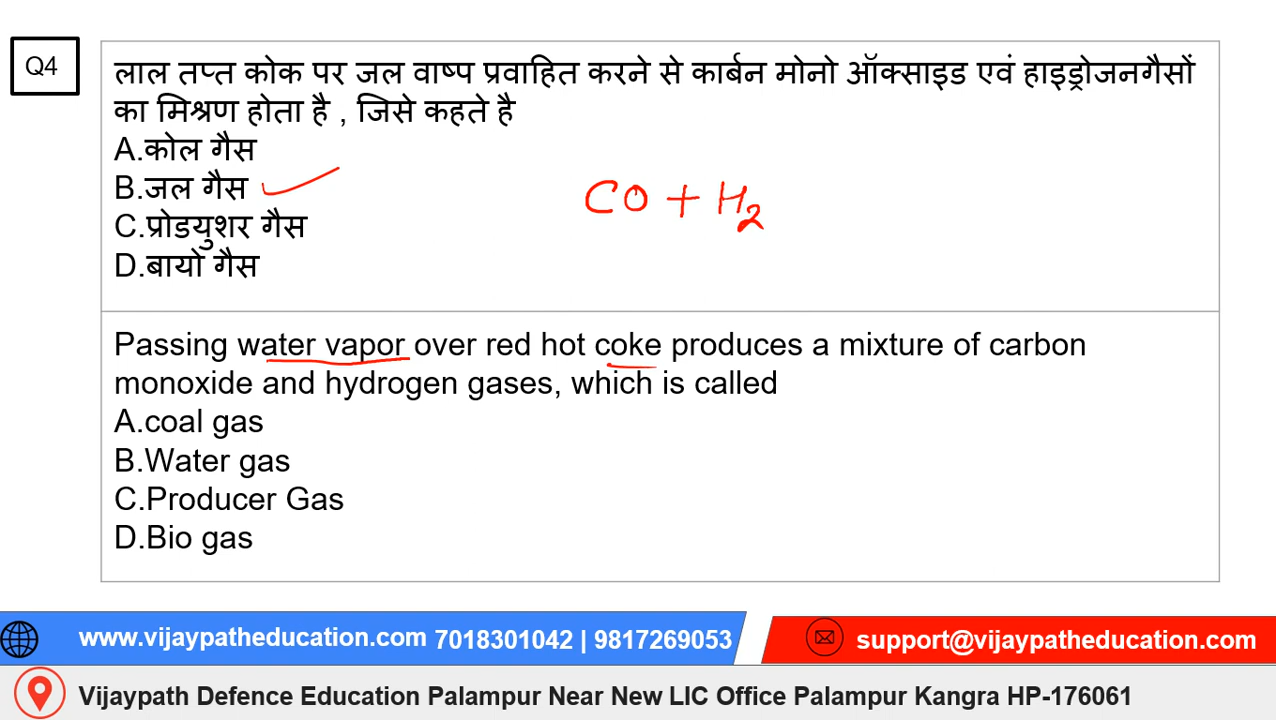 Q4
लाल तप्त कोक पर जल वाष्प प्रवाहित करने से कार्बन मोनो ऑक्साइड एवं हाइड्रोजनगैसों
का मिश्रण होता है , जिसे कहते है
A.कोल गैस
B.जल गैस
C.प्रोडयुशर गैस
D.बायो गैस
CO + H2
Passing water vapor over red hot coke produces a mixture of carbon
monoxide and hydrogen gases, which is called
A.coal gas
B.Water gas
C.Producer Gas
D.Bio gas
www.vijaypatheducation.com 7018301042 | 9817269053
support@vijaypatheducation.com
Vijaypath Defence Education Palampur Near New LIC Office Palampur Kangra HP-176061